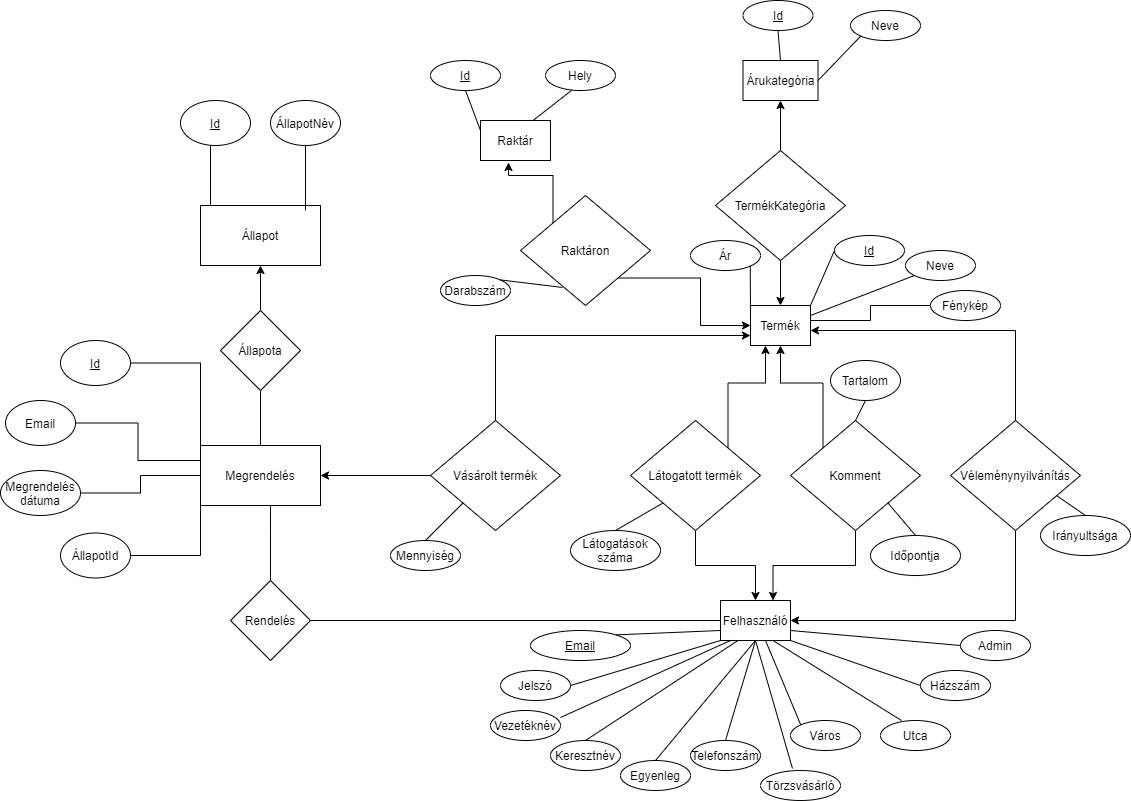 Id
Neve
Árukategória
Id
Hely
Raktár
Id
ÁllapotNév
TermékKategória
Állapot
Raktáron
Ár
Id
Neve
Darabszám
Fénykép
Termék
Állapota
Id
Tartalom
Email
Megrendelés
Vásárolt termék
Látogatott termék
Komment
Véleménynyilvánítás
Megrendelés
dátuma
Irányultsága
Látogatások
száma
Mennyiség
ÁllapotId
Időpontja
Rendelés
Felhasználó
Email
Admin
Jelszó
Házszám
Vezetéknév
Város
Utca
Keresztnév
Telefonszám
Egyenleg
Törzsvásárló